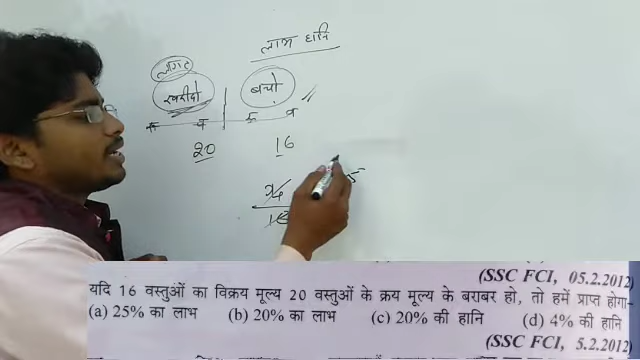 लाभ हानि
लागत
खरीदो बेचो
20 16
16
(SSC FCI, 05.2.2012)
यदि 16 वस्तुओं का विक्रय मूल्य 20 वस्तुओं के क्रय मूल्य के बराबर हो, तो हमें प्राप्त होगा-
(a) 25% का लाभ (b) 20% का लाभ (c) 20% की हानि (d) 4% की हानि
(SSC FCI, 5.2.2012)